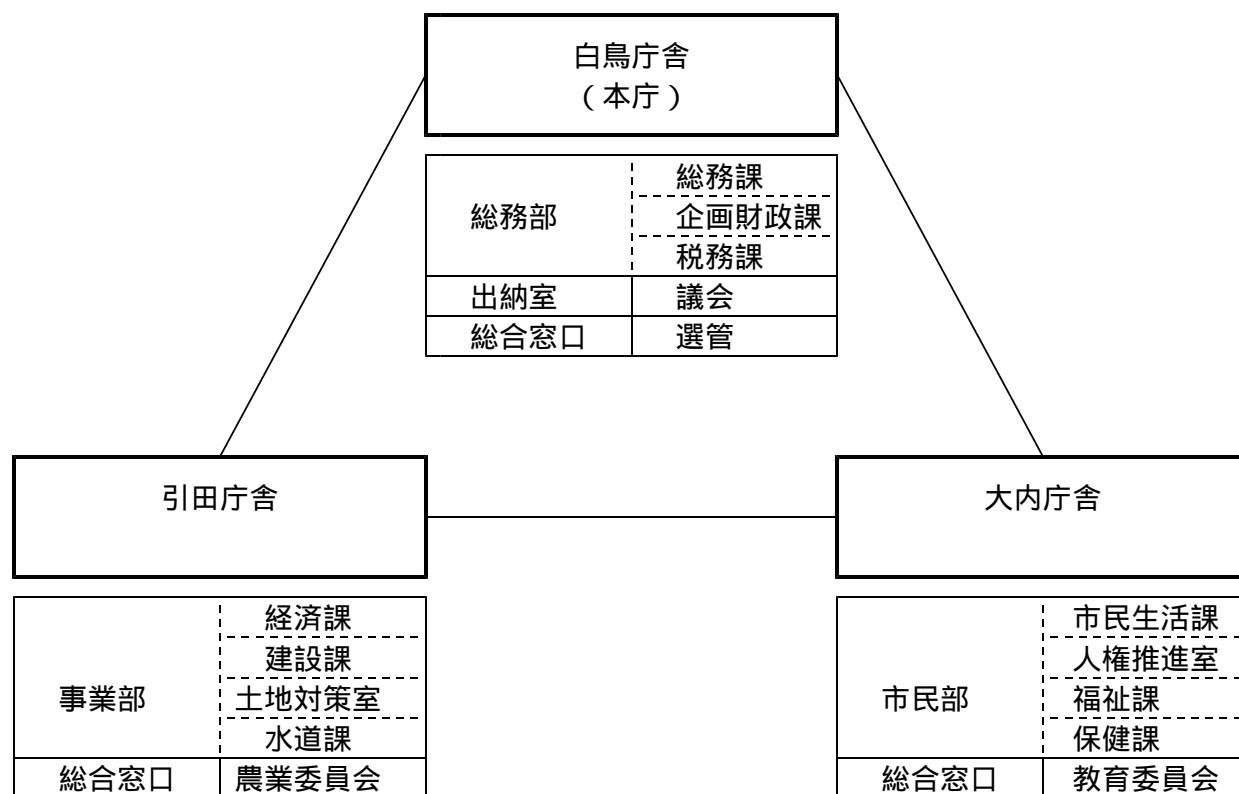 白鳥庁舎
（本庁）
総務部
総務課
企画財政課
税務課
出納室 議会
総合窓口 選管
引田庁舎
大内庁舎
事業部
経済課
建設課
土地対策室
水道課
総合窓口 農業委員会
市民部
市民生活課
人権推進室
福祉課
保健課
総合窓口 教育委員会